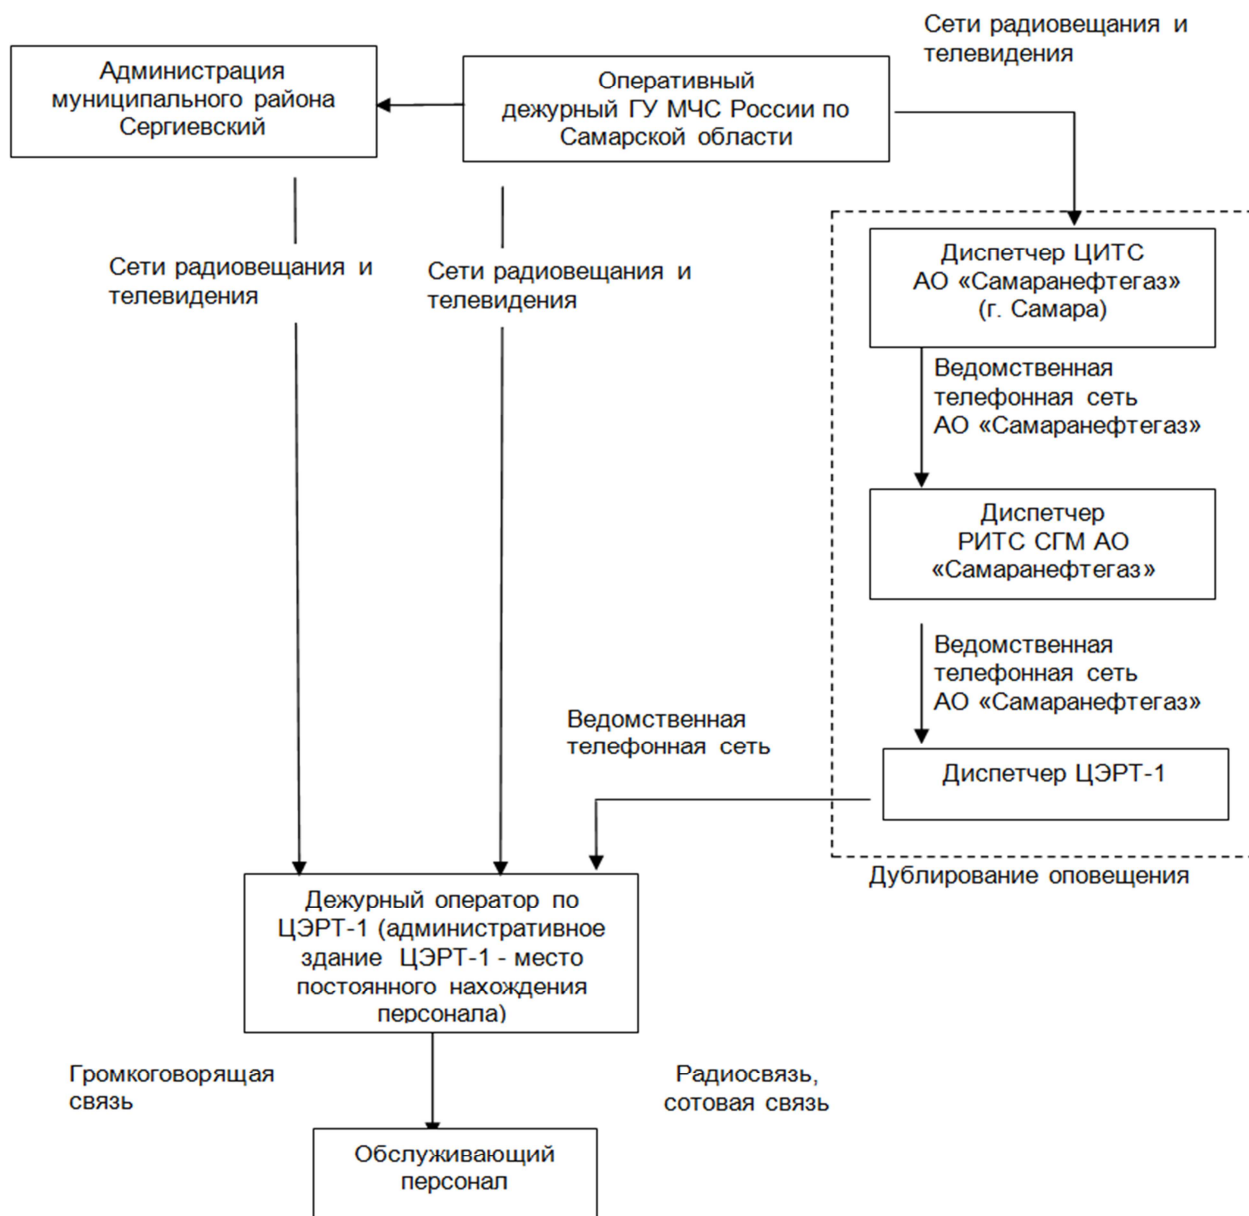 Сети радиовещания и
телевидения
Администрация
муниципального района
Сергиевский
Оперативный
дежурный ГУ МЧС России по
Самарской области
Сети радиовещания и
телевидения
Сети радиовещания и
телевидения
Диспетчер ЦИТС
АО «Самаранефтегаз»
(г. Самара)
Ведомственная
телефонная сеть
АО «Самаранефтегаз»
Диспетчер
РИТС СГМ АО
«Самаранефтегаз»
Ведомственная
телефонная сеть
АО «Самаранефтегаз»
Ведомственная
телефонная сеть
Диспетчер ЦЭРТ-1
Дублирование оповещения
Дежурный оператор по
ЦЭРТ-1 (административное
здание ЦЭРТ-1 - место
постоянного нахождения
персонала)
Громкоговорящая
связь
Радиосвязь,
сотовая связь
Обслуживающий
персонал